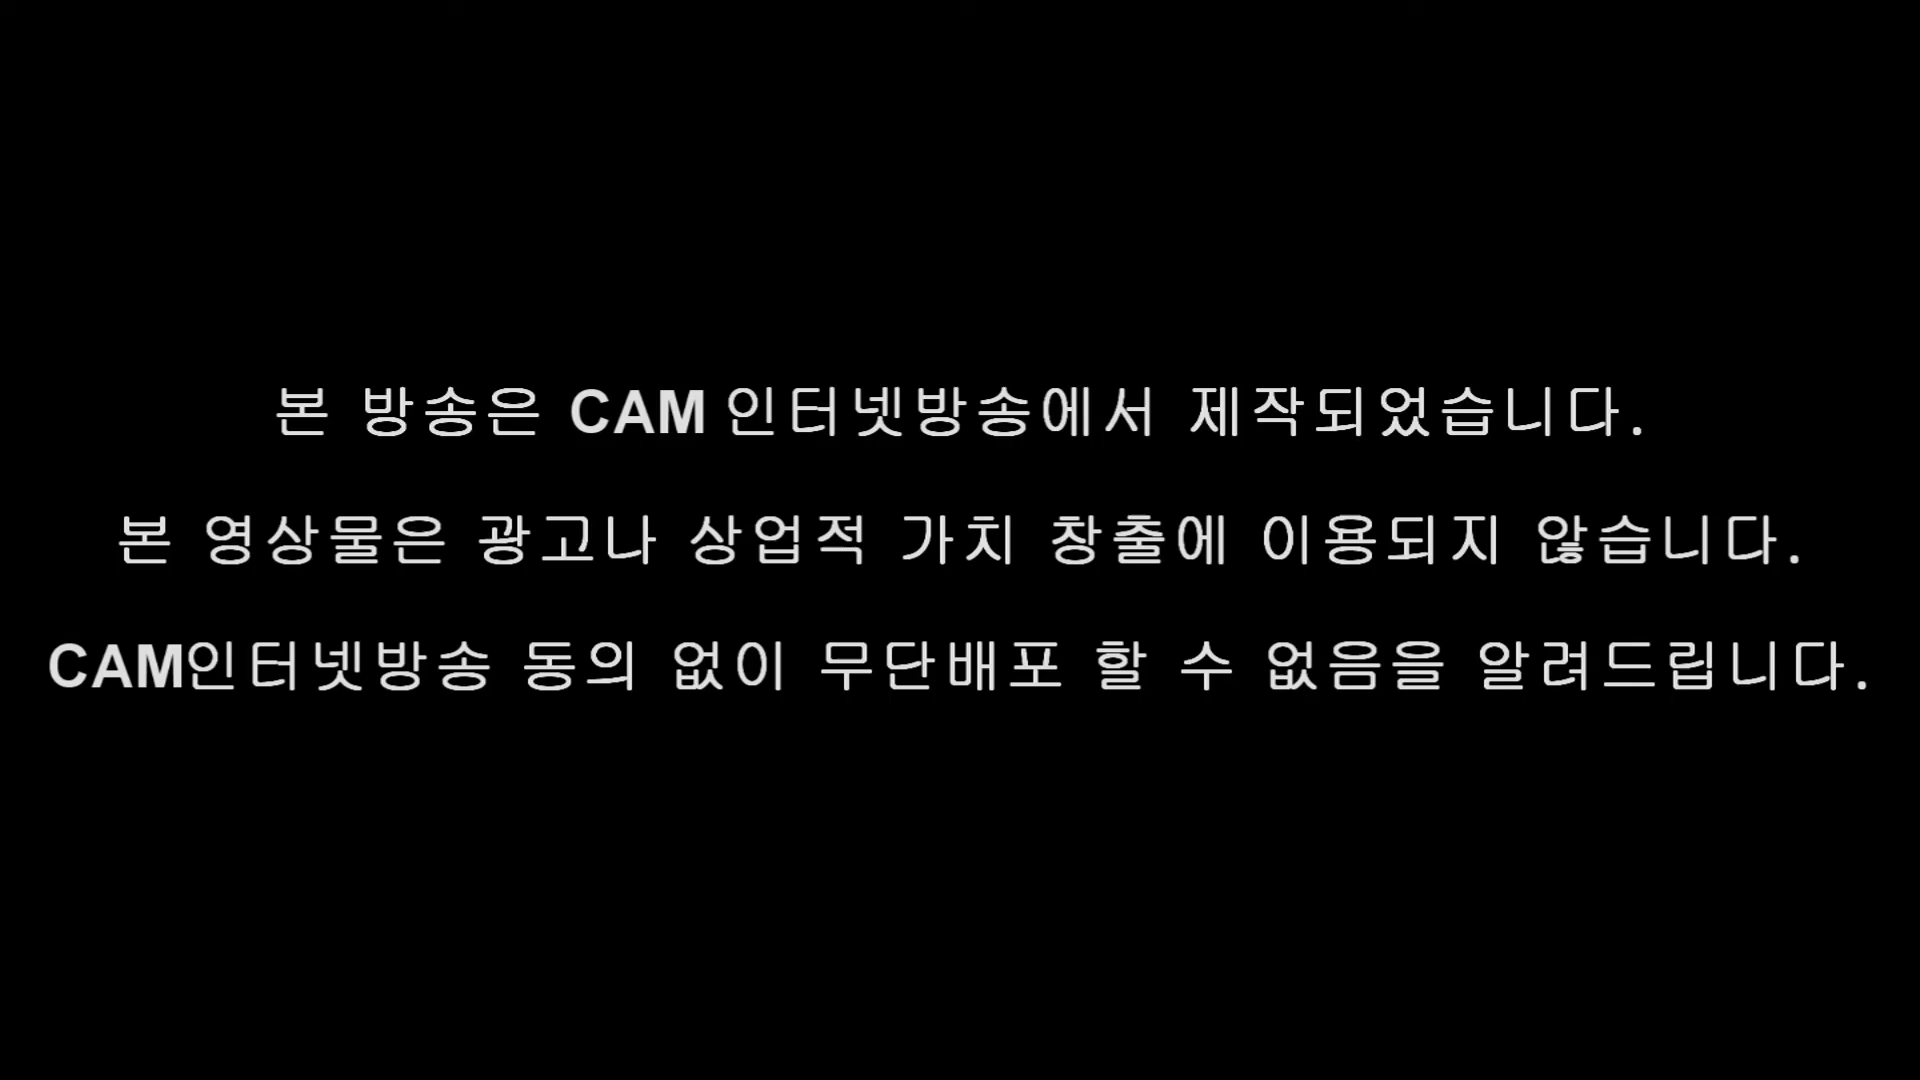 본 방송은 CAM 인터넷방송에서 제작되었습니다.
본 영상물은 광고나 상업적 가치 창출에 이용되지 않습니다.
CAM인터넷방송 동의 없이 무단배포 할 수 없음을 알려드립니다.